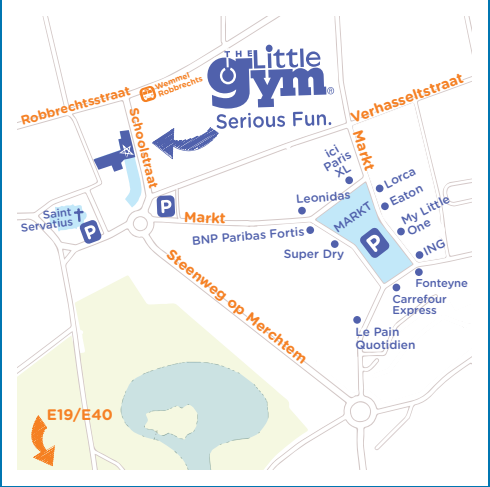 THE
Little
gym®
Serious Fun.
Wemmel
Robbrechts
Robbrechtsstraat
Schoolstraat
Verhasseltstraat
Markt
ici
Paris
XL
Lorca
Eaton
Leonidas
MARKT
My Little
One
Saint
Servatius
P
P
Markt
BNP Paribas Fortis
P
Super Dry
ING
Fonteyne
Carrefour
Express
Steenweg op Merchtem
Le Pain
Quotidien
E19/E40